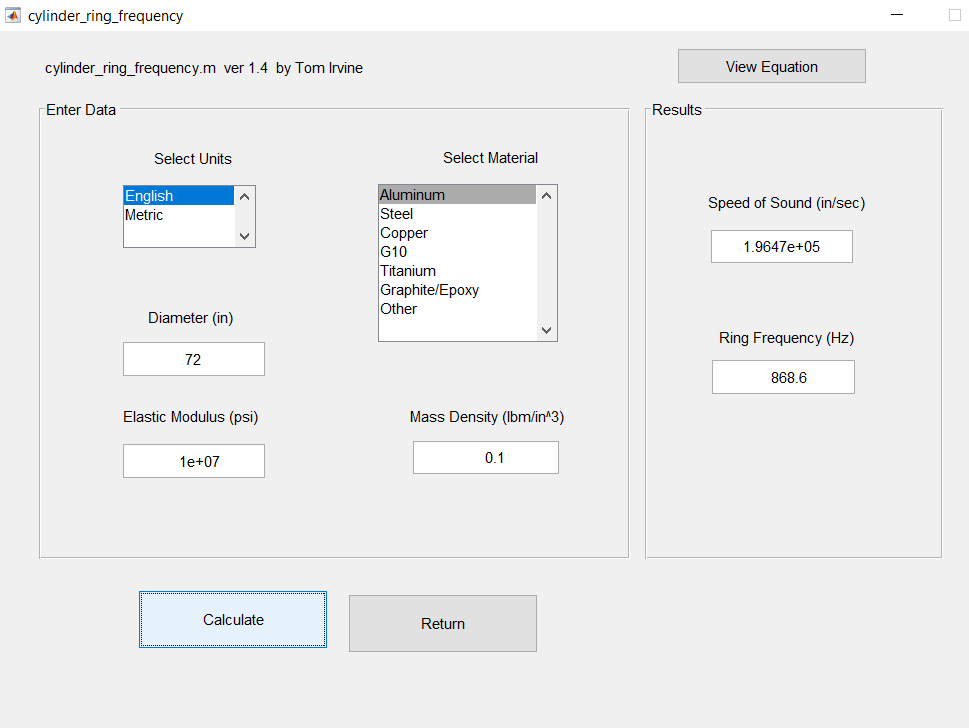 cylinder_ring_frequency
cylinder_ring_frequency.m ver 1.4 by Tom Irvine
View Equation
Enter Data
Select Units
English
Metric
Select Material
Aluminum
Steel
Copper
G10
Titanium
Graphite/Epoxy
Other
Diameter (in)
72
Elastic Modulus (psi)
1e+07
Mass Density (lbm/in^3)
0.1
Results
Speed of Sound (in/sec)
1.9647e+05
Ring Frequency (Hz)
868.6
Calculate
Return